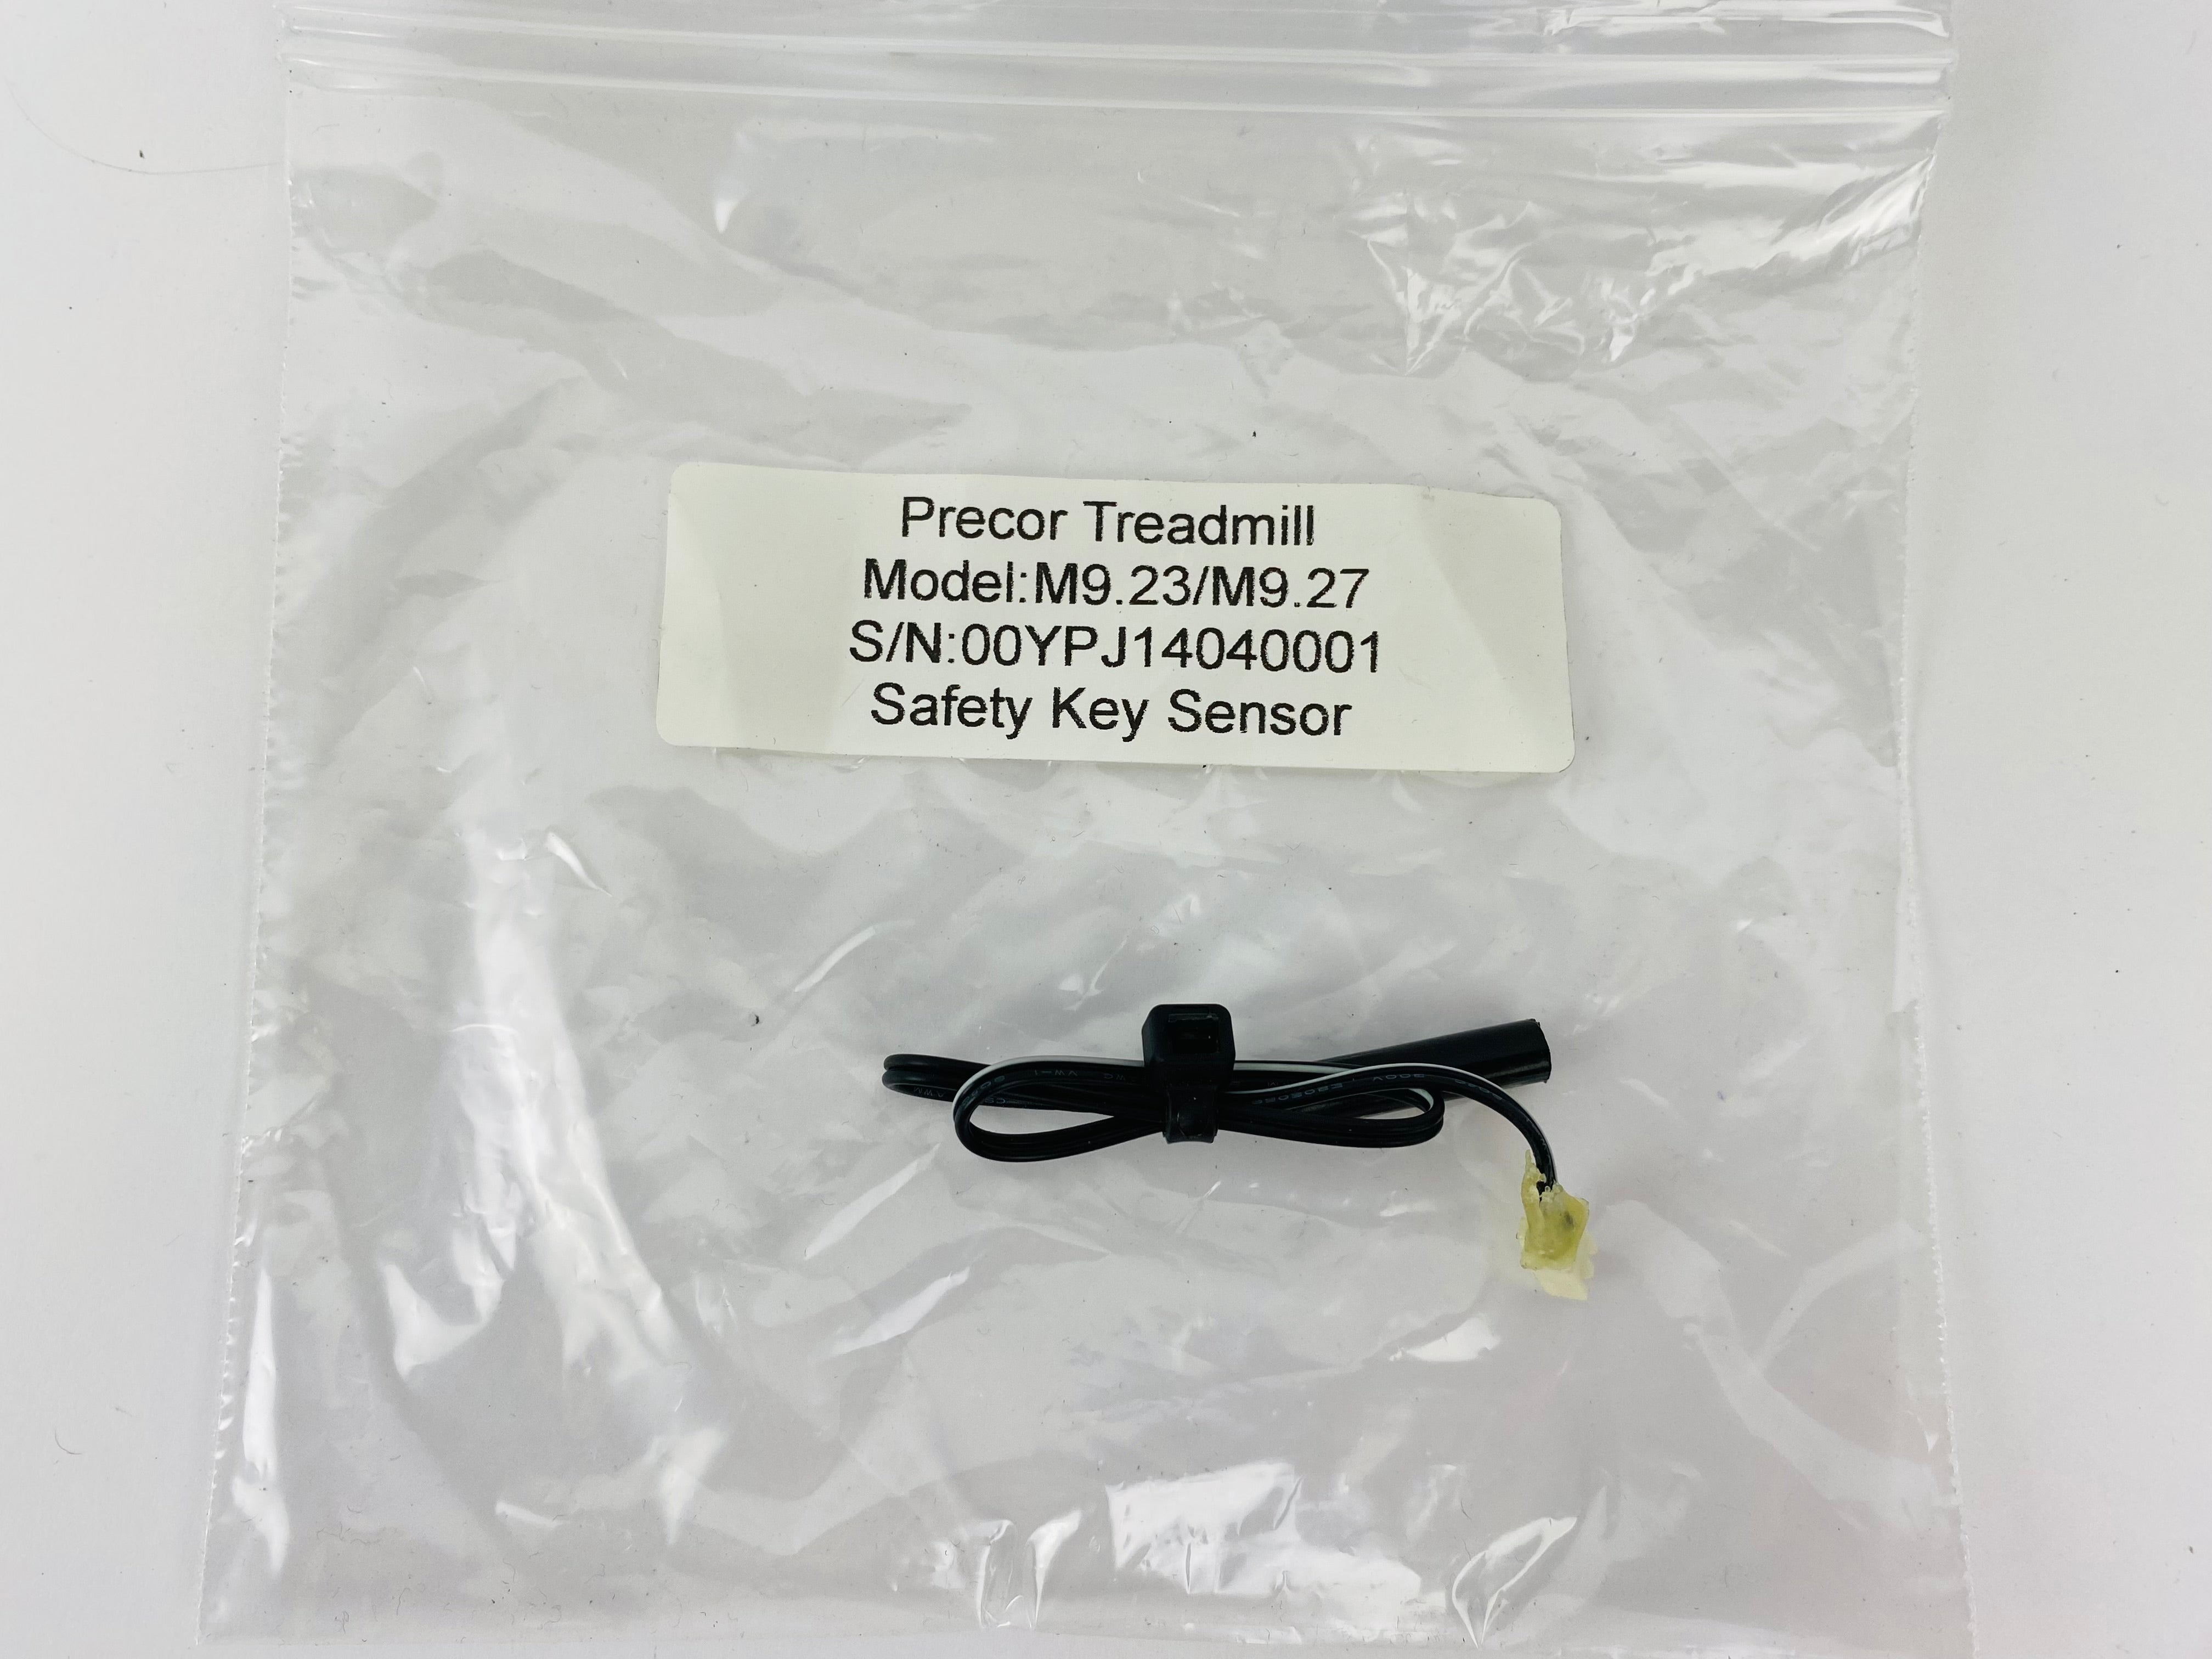 Precor Treadmill
Model:M9.23/M9.27
S/N:00YPJ14040001
Safety Key Sensor